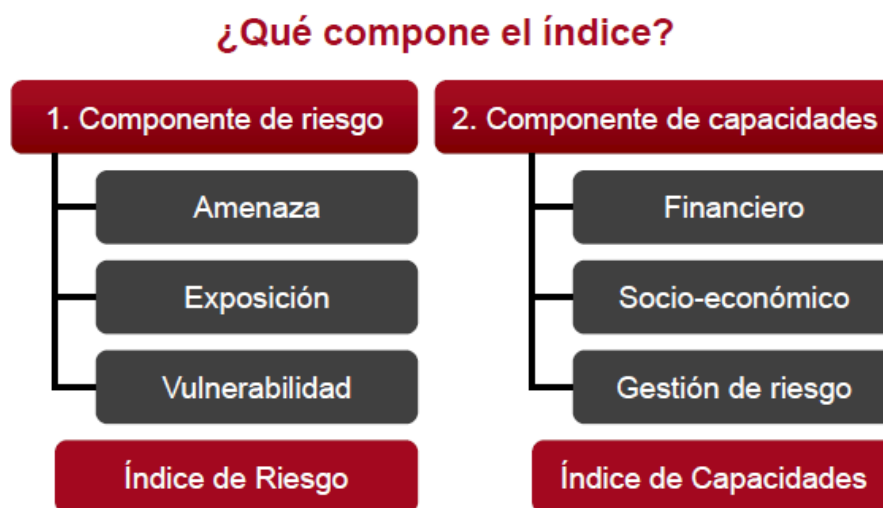 ¿Qué compone el índice?
1. Componente de riesgo
Amenaza
Exposición
Vulnerabilidad
Índice de Riesgo
2. Componente de capacidades
Financiero
Socio-económico
Gestión de riesgo
Índice de Capacidades